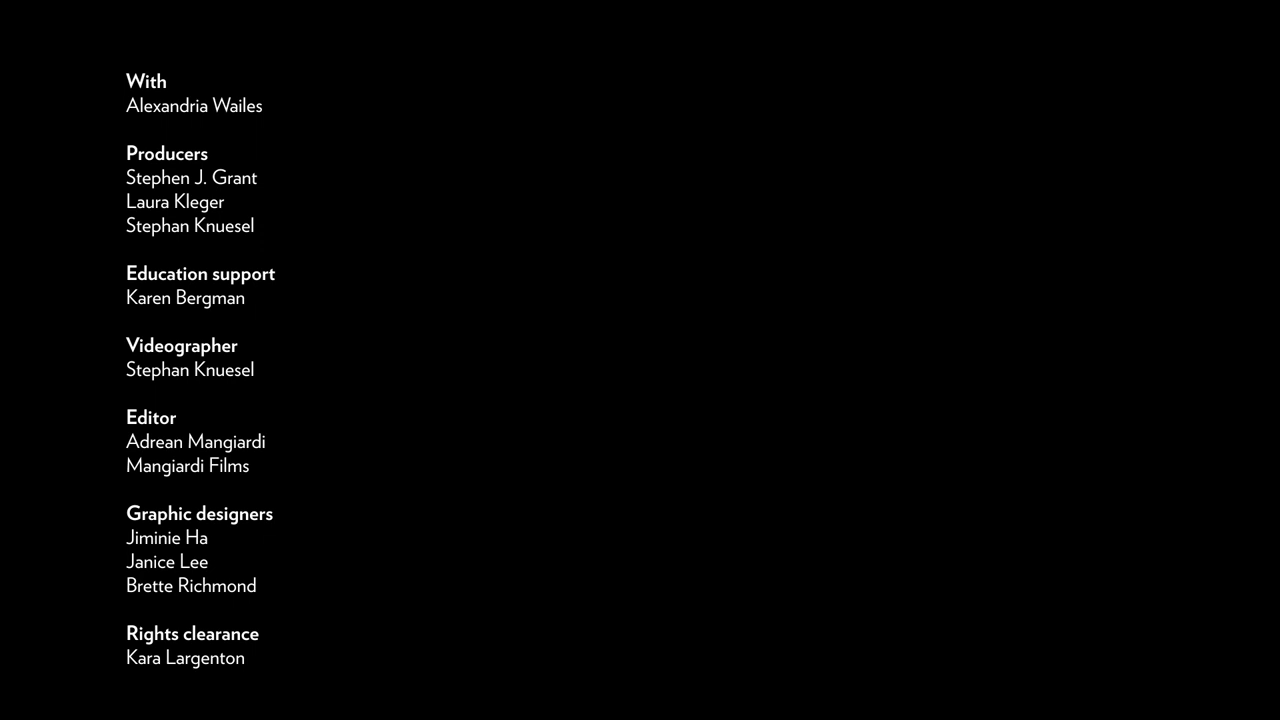 With
Alexandria Wailes
Producers
Stephen J. Grant
Laura Kleger
Stephan Knuesel
Education support
Karen Bergman
Videographer
Stephan Knuesel
Editor
Adrean Mangiardi
Mangiardi Films
Graphic designers
Jiminie Ha
Janice Lee
Brette Richmond
Rights clearance
Kara Largenton